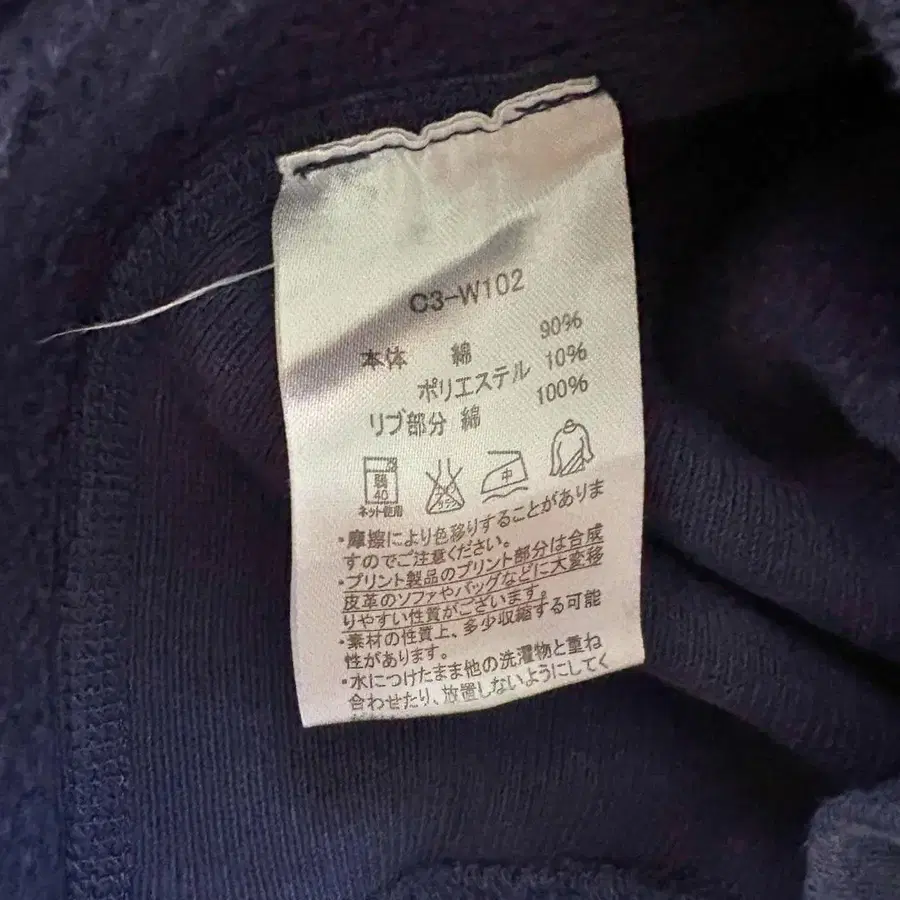 C3-W102
本体 綿 90%
ポリエステル 10%
リブ部分 綿 100%
弱
40
ネット使用
中
・摩擦により色移りすることがありま
すのでご注意ください。
・プリント製品のプリント部分は合成
皮革のソファやバッグなどに大変移
りやすい性質がございます。
・素材の性質上、多少収縮する可能
性があります。
・水につけたまま他の洗濯物と重ね
合わせたり、放置しないようにしてく